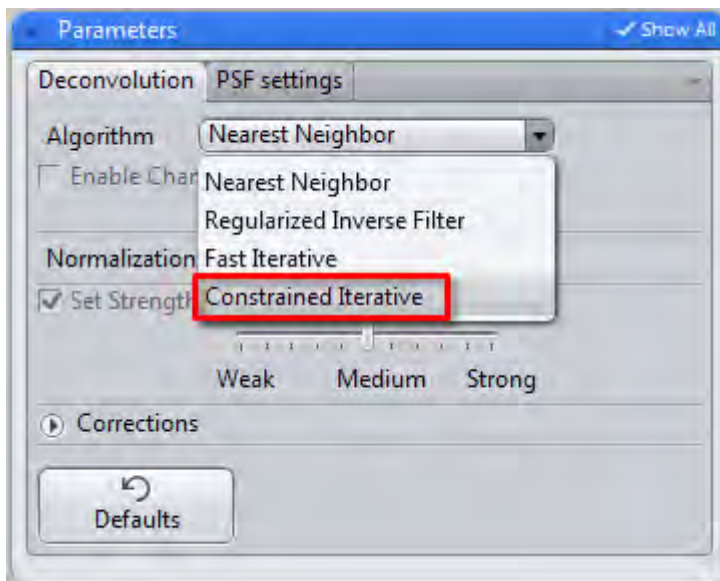 Parameters Show All
Deconvolution PSF settings
Algorithm Nearest Neighbor
Enable Char
Nearest Neighbor
Regularized Inverse Filter
Normalization Fast Iterative
Set Strength Constrained Iterative
Weak Medium Strong
Corrections
Defaults